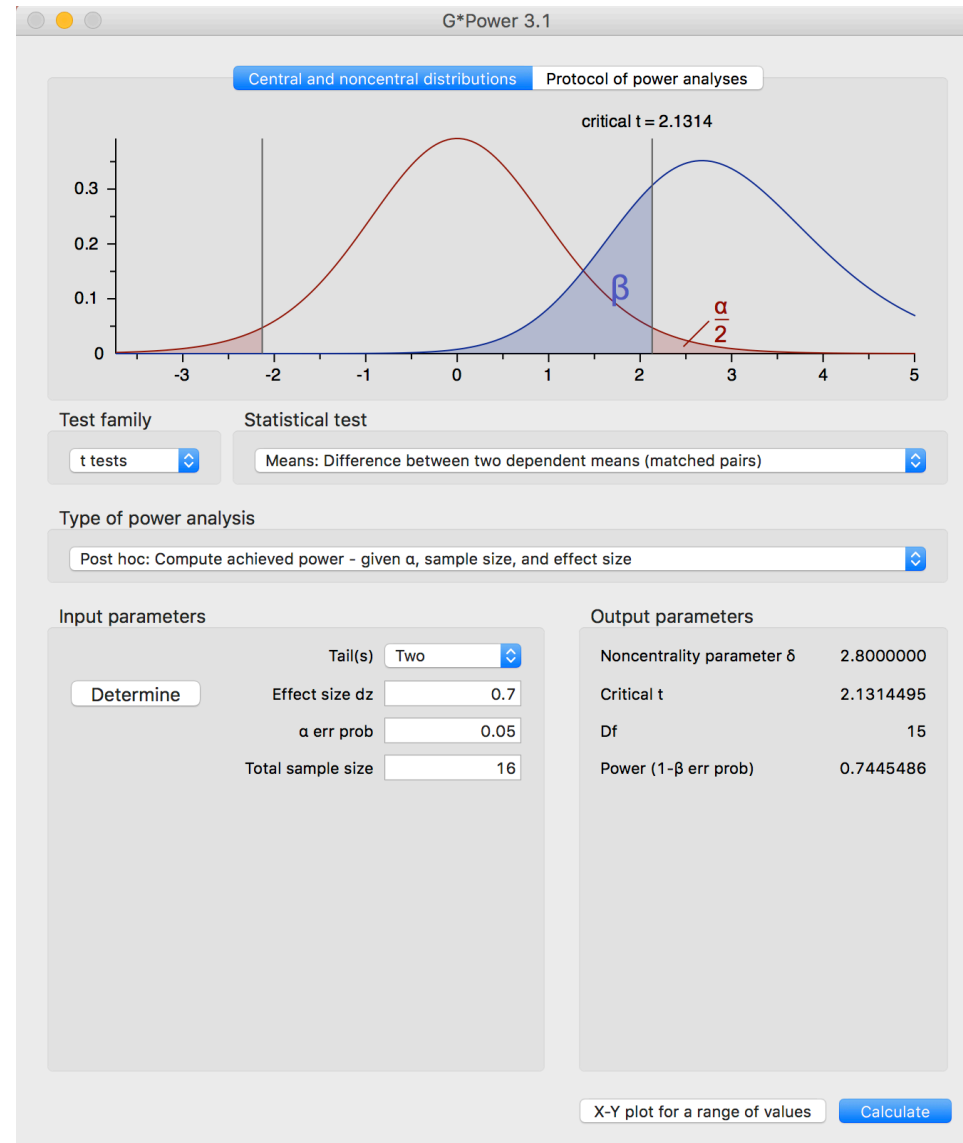 G*Power 3.1
Central and noncentral distributions Protocol of power analyses
critical t = 2.1314
0.3
0.2
0.1
0
β
α
2
-3 -2 -1 0 1 2 3 4 5
Test family Statistical test
t tests Means: Difference between two dependent means (matched pairs)
Type of power analysis
Post hoc: Compute achieved power - given α, sample size, and effect size
Input parameters Output parameters
Tail(s) Two Noncentrality parameter δ 2.8000000
Determine Effect size dz 0.7 Critical t 2.1314495
α err prob 0.05 Df 15
Total sample size 16 Power (1-β err prob) 0.7445486
X-Y plot for a range of values Calculate